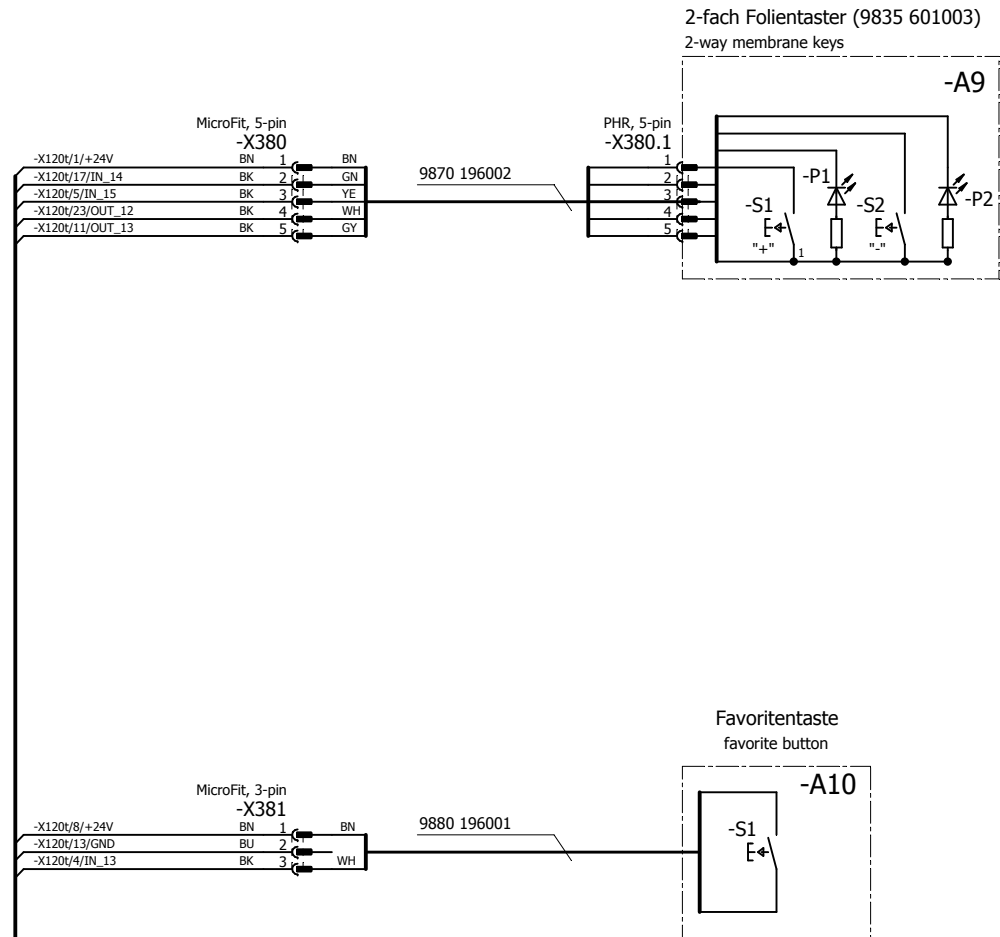 2-fach Folientaster (9835 601003)
2-way membrane keys
-A9
MicroFit, 5-pin
-X380
PHR, 5-pin
-X380.1
-X120t/1/+24V BN 1 BN
-X120t/17/IN_14 BK 2 GN
-X120t/5/IN_15 BK 3 YE
-X120t/23/OUT_12 BK 4 WH
-X120t/11/OUT_13 BK 5 GY
9870 196002
1
2
3
4
5
-P1
-S1
"+"
1
-S2
"-"
-P2
Favoritentaste
favorite button
-A10
MicroFit, 3-pin
-X381
-X120t/8/+24V BN 1 BN
-X120t/13/GND BU 2
-X120t/4/IN_13 BK 3 WH
9880 196001
-S1